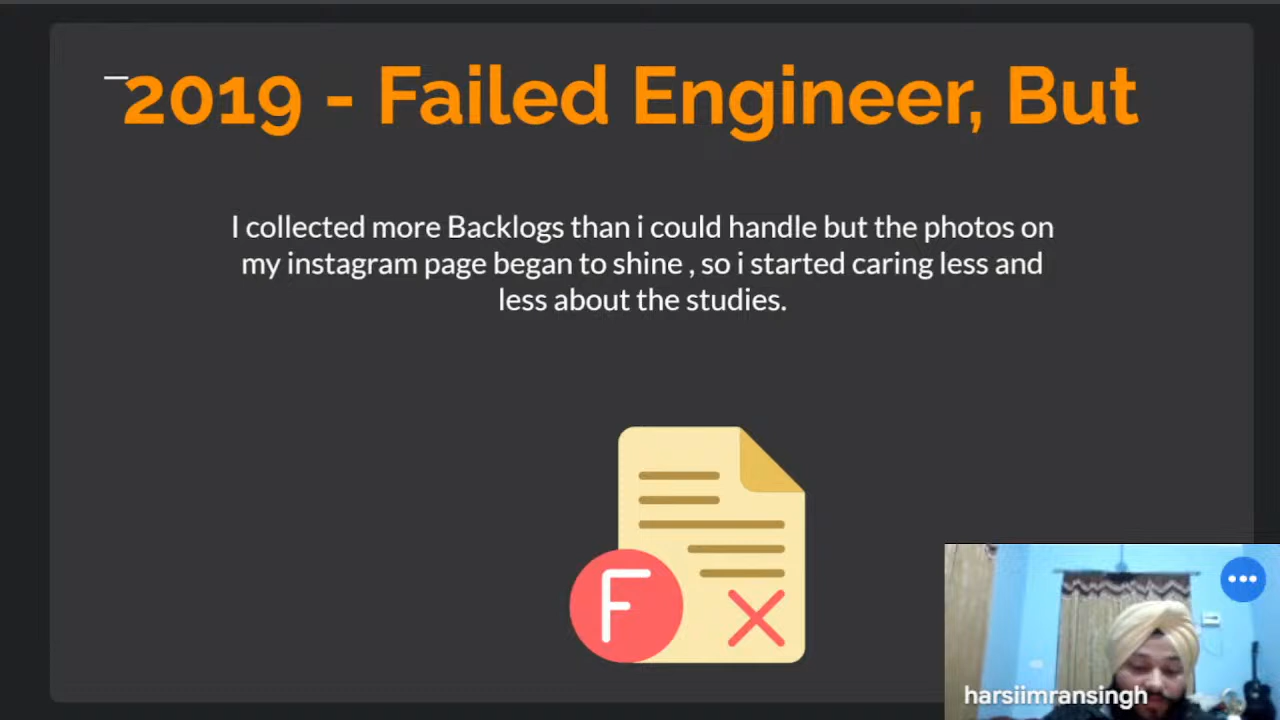 2019 - Failed Engineer, But
I collected more Backlogs than i could handle but the photos on
my instagram page began to shine , so i started caring less and
less about the studies.
F
harsiimransingh